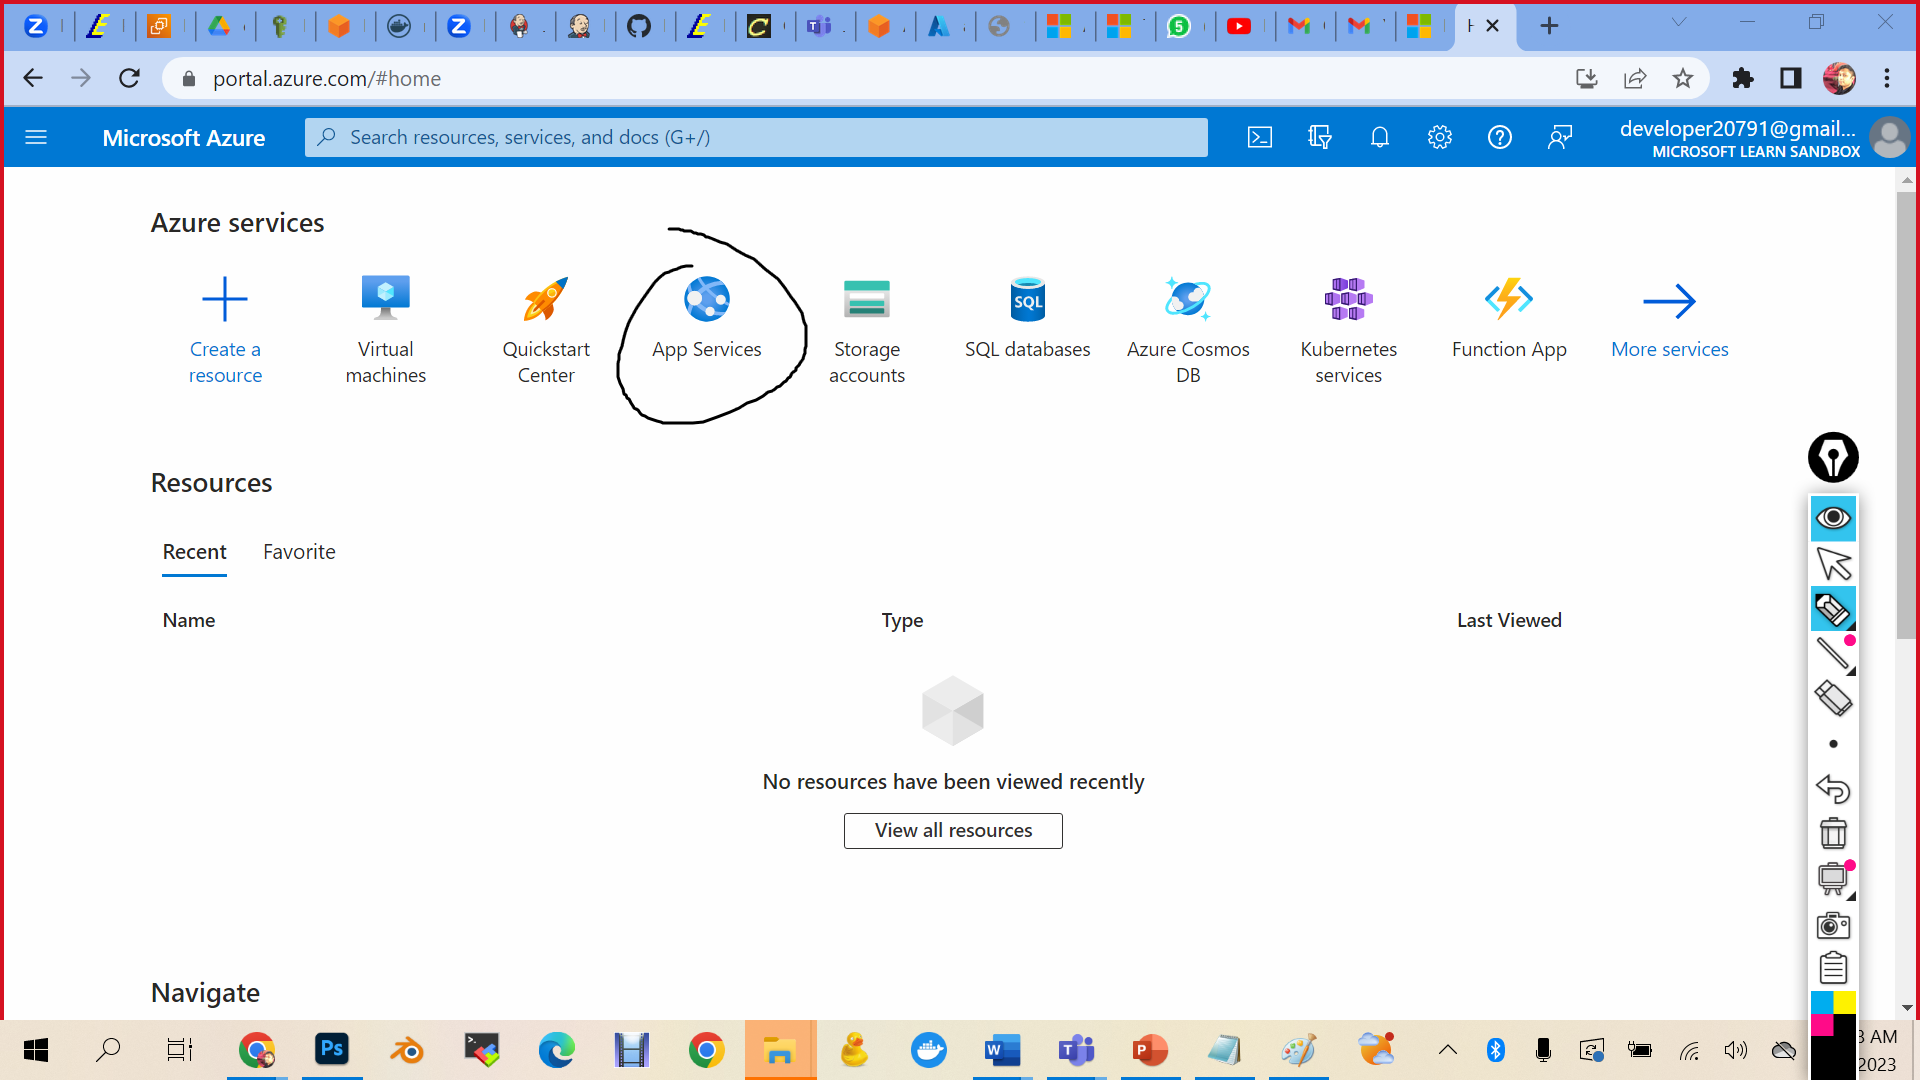 portal.azure.com/#home
Microsoft Azure
Search resources, services, and docs (G+/)
developer20791@gmail...
MICROSOFT LEARN SANDBOX
Azure services
Create a
resource
Virtual
machines
Quickstart
Center
App Services
Storage
accounts
SQL
SQL databases
Azure Cosmos
DB
Kubernetes
services
Function App
More services
Resources
Recent
Favorite
Name
Type
Last Viewed
No resources have been viewed recently
View all resources
Navigate
Ps
3 AM
2023